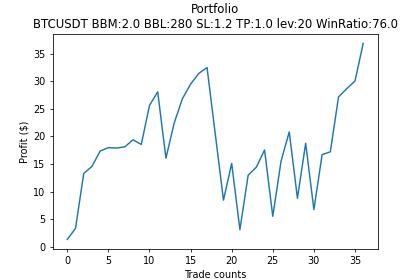 Portfolio
BTCUSDT BBM:2.0 BBL:280 SL:1.2 TP:1.0 lev:20 WinRatio:76.0
35
30
25
20
15
10
5
0
Profit ($)
0 5 10 15 20 25 30 35
Trade counts